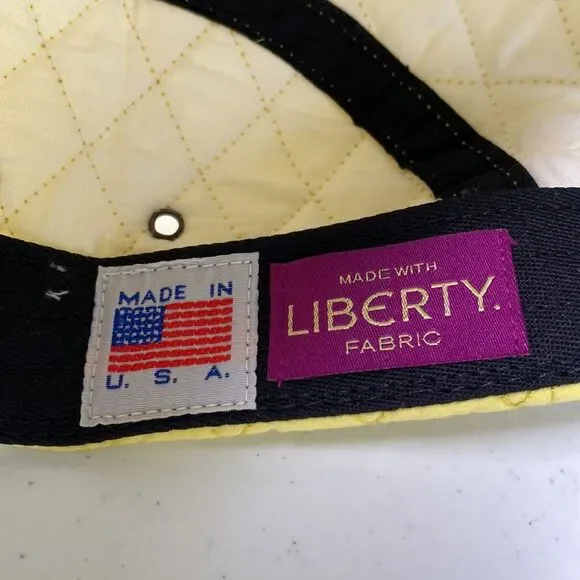 MADE IN
U. S. A.
MADE WITH
LIBERTY.
FABRIC